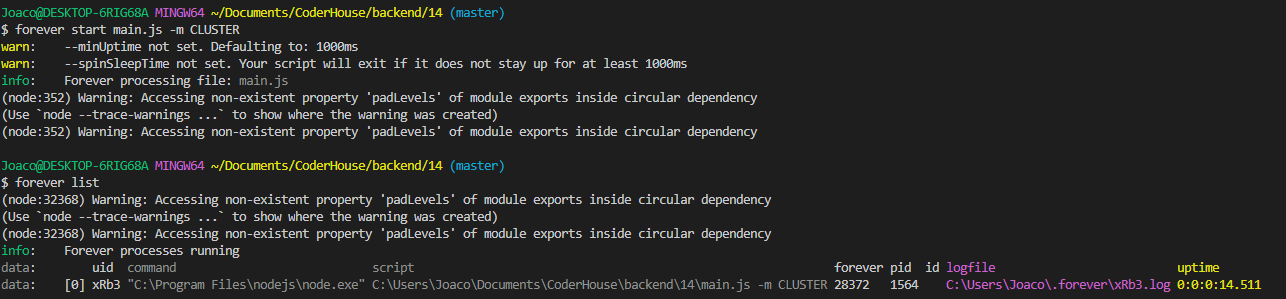 Joaco@DESKTOP-6RIG68A MINGW64 ~/Documents/CoderHouse/backend/14 (master)
$ forever start main.js -m CLUSTER
warn:    --minUptime not set. Defaulting to: 1000ms
warn:    --spinSleepTime not set. Your script will exit if it does not stay up for at least 1000ms
info:    Forever processing file: main.js
(node:352) Warning: Accessing non-existent property 'padLevels' of module exports inside circular dependency
(Use `node --trace-warnings ...` to show where the warning was created)
(node:352) Warning: Accessing non-existent property 'padLevels' of module exports inside circular dependency
Joaco@DESKTOP-6RIG68A MINGW64 ~/Documents/CoderHouse/backend/14 (master)
$ forever list
(node:32368) Warning: Accessing non-existent property 'padLevels' of module exports inside circular dependency
(Use `node --trace-warnings ...` to show where the warning was created)
(node:32368) Warning: Accessing non-existent property 'padLevels' of module exports inside circular dependency
info:    Forever processes running
data:        uid  command                            script                                                           forever pid   id logfile                         uptime
data:    [0] xRb3 "C:\Program Files\nodejs\node.exe" C:\Users\Joaco\Documents\CoderHouse\backend\14\main.js -m CLUSTER 28372   1564    C:\Users\Joaco\.forever\xRb3.log 0:0:0:14.511